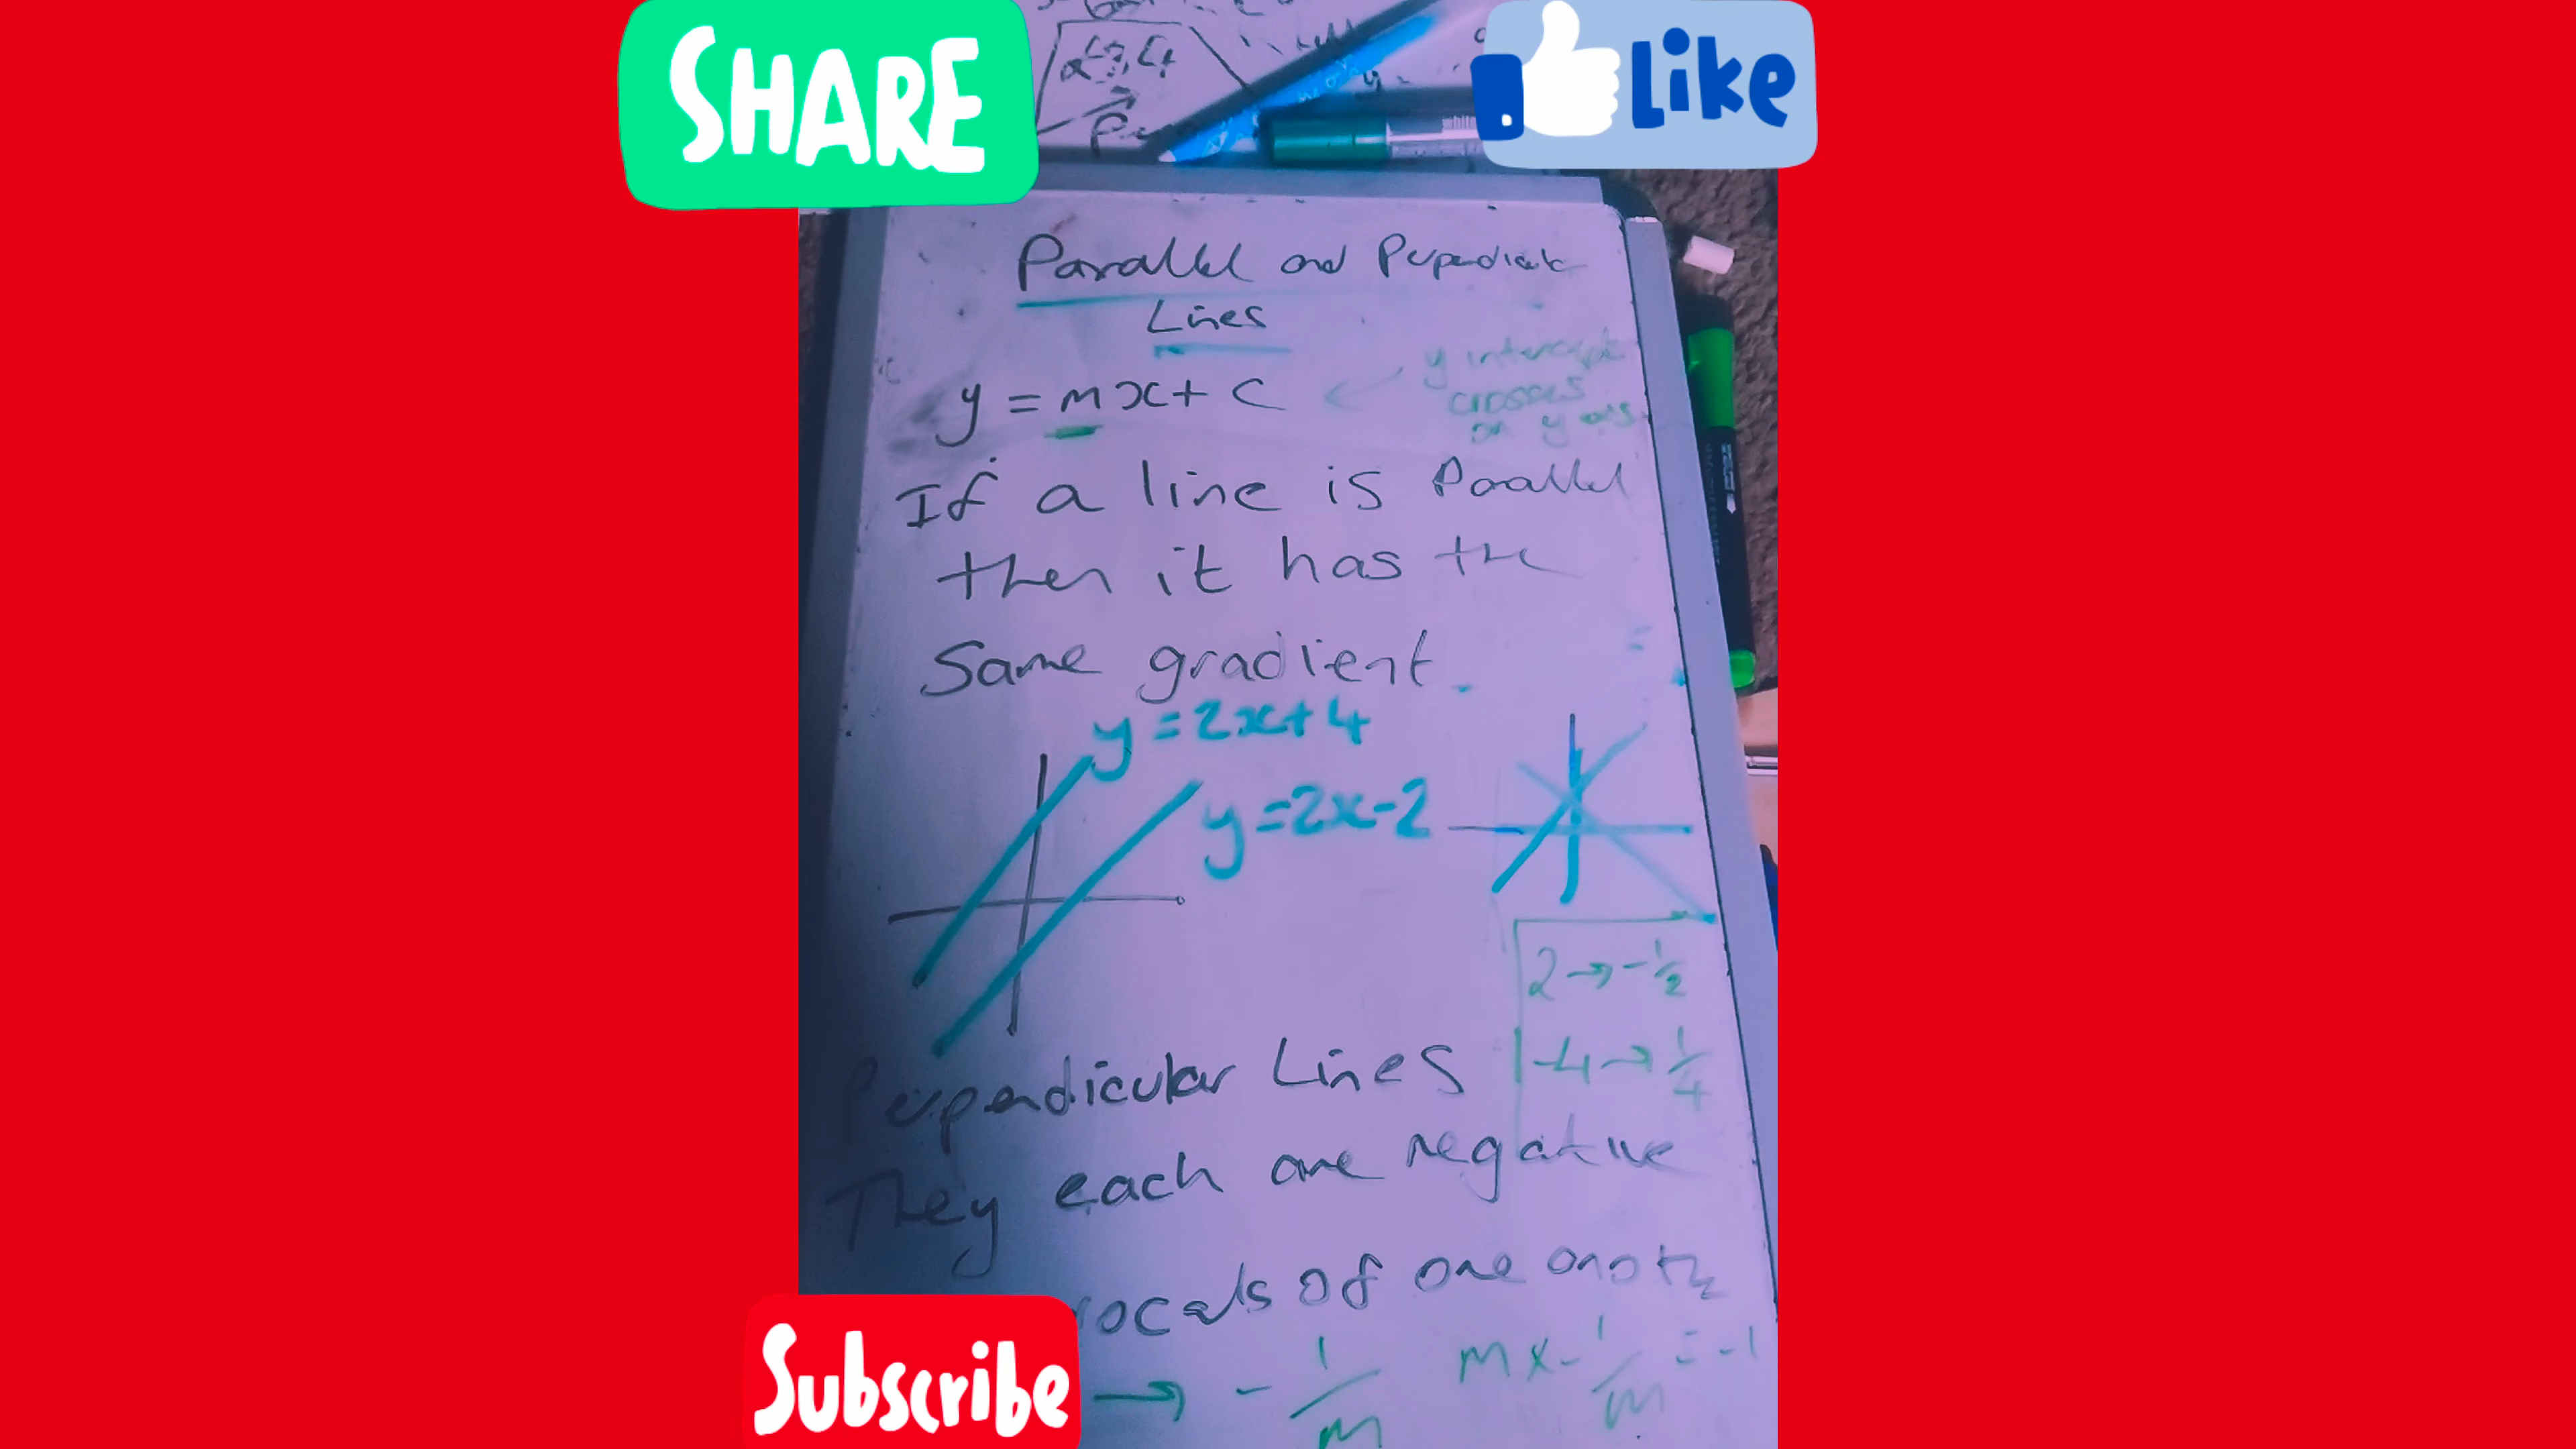 SHARE
Like
Parallel and Perpendicular
Lines
y = mx + c
y intercept
crosses
on y axis
If a line is Parallel
then it has the
Same gradient
y = 2x + 4
y = 2x - 2
2 → -1/2
-4 → 1/4
Perpendicular Lines
They each are negative
of one another
Subscribe
→ - 1/m
m x - 1/m = -1